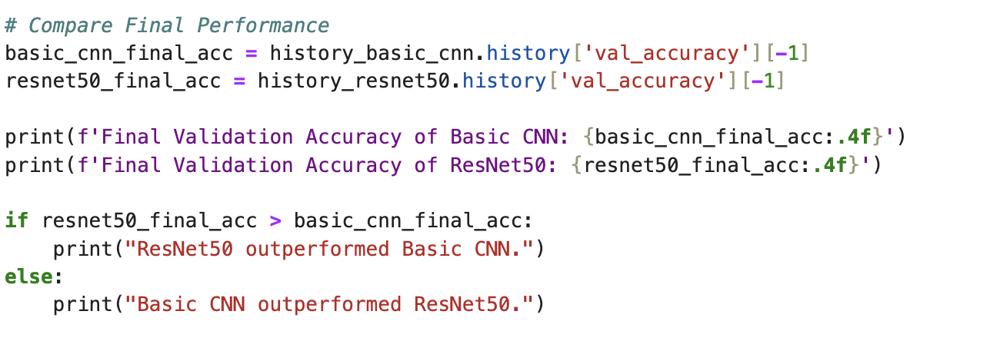 # Compare Final Performance
basic_cnn_final_acc = history_basic_cnn.history['val_accuracy'][-1]
resnet50_final_acc = history_resnet50.history['val_accuracy'][-1]

print(f'Final Validation Accuracy of Basic CNN: {basic_cnn_final_acc:.4f}')
print(f'Final Validation Accuracy of ResNet50: {resnet50_final_acc:.4f}')

if resnet50_final_acc > basic_cnn_final_acc:
    print("ResNet50 outperformed Basic CNN.")
else:
    print("Basic CNN outperformed ResNet50.")